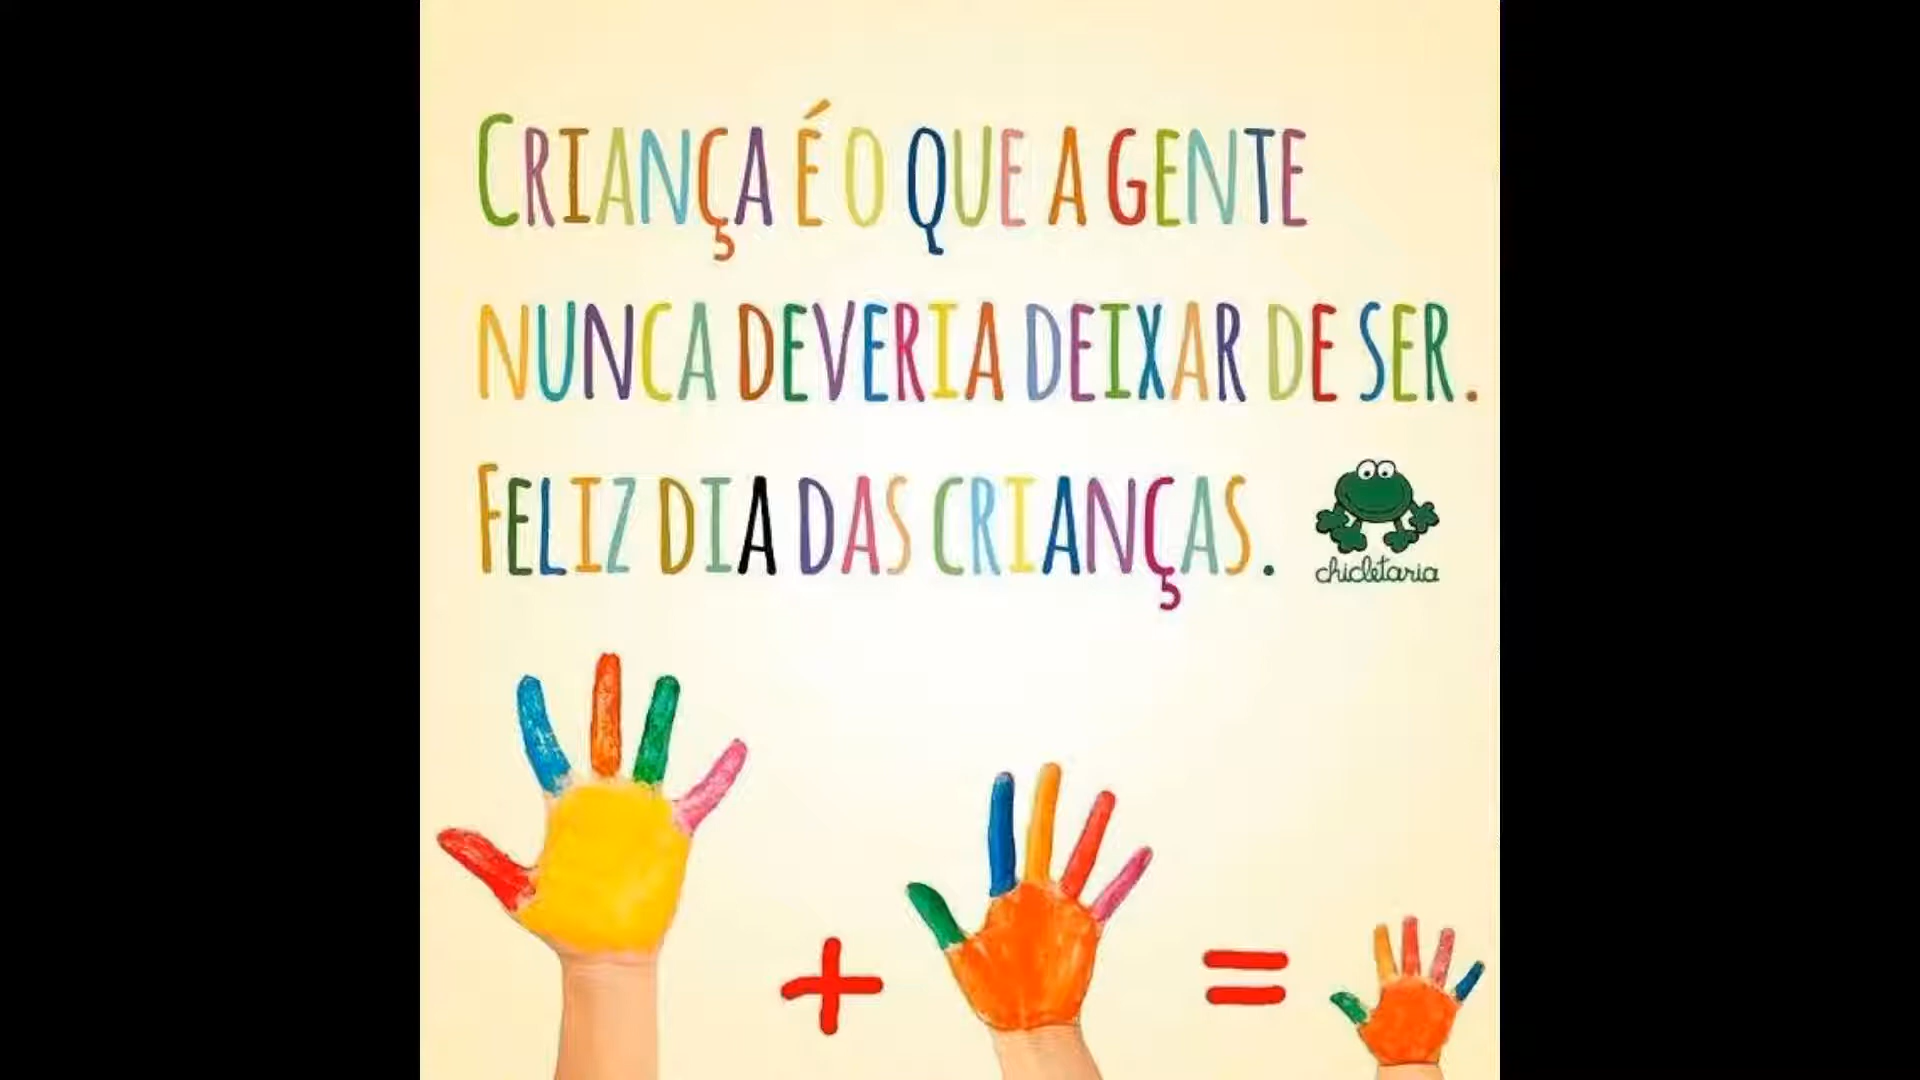 CRIANÇA É O QUE A GENTE
NUNCA DEVERIA DEIXAR DE SER.
FELIZ DIA DAS CRIANÇAS.
chicletaria
+
=